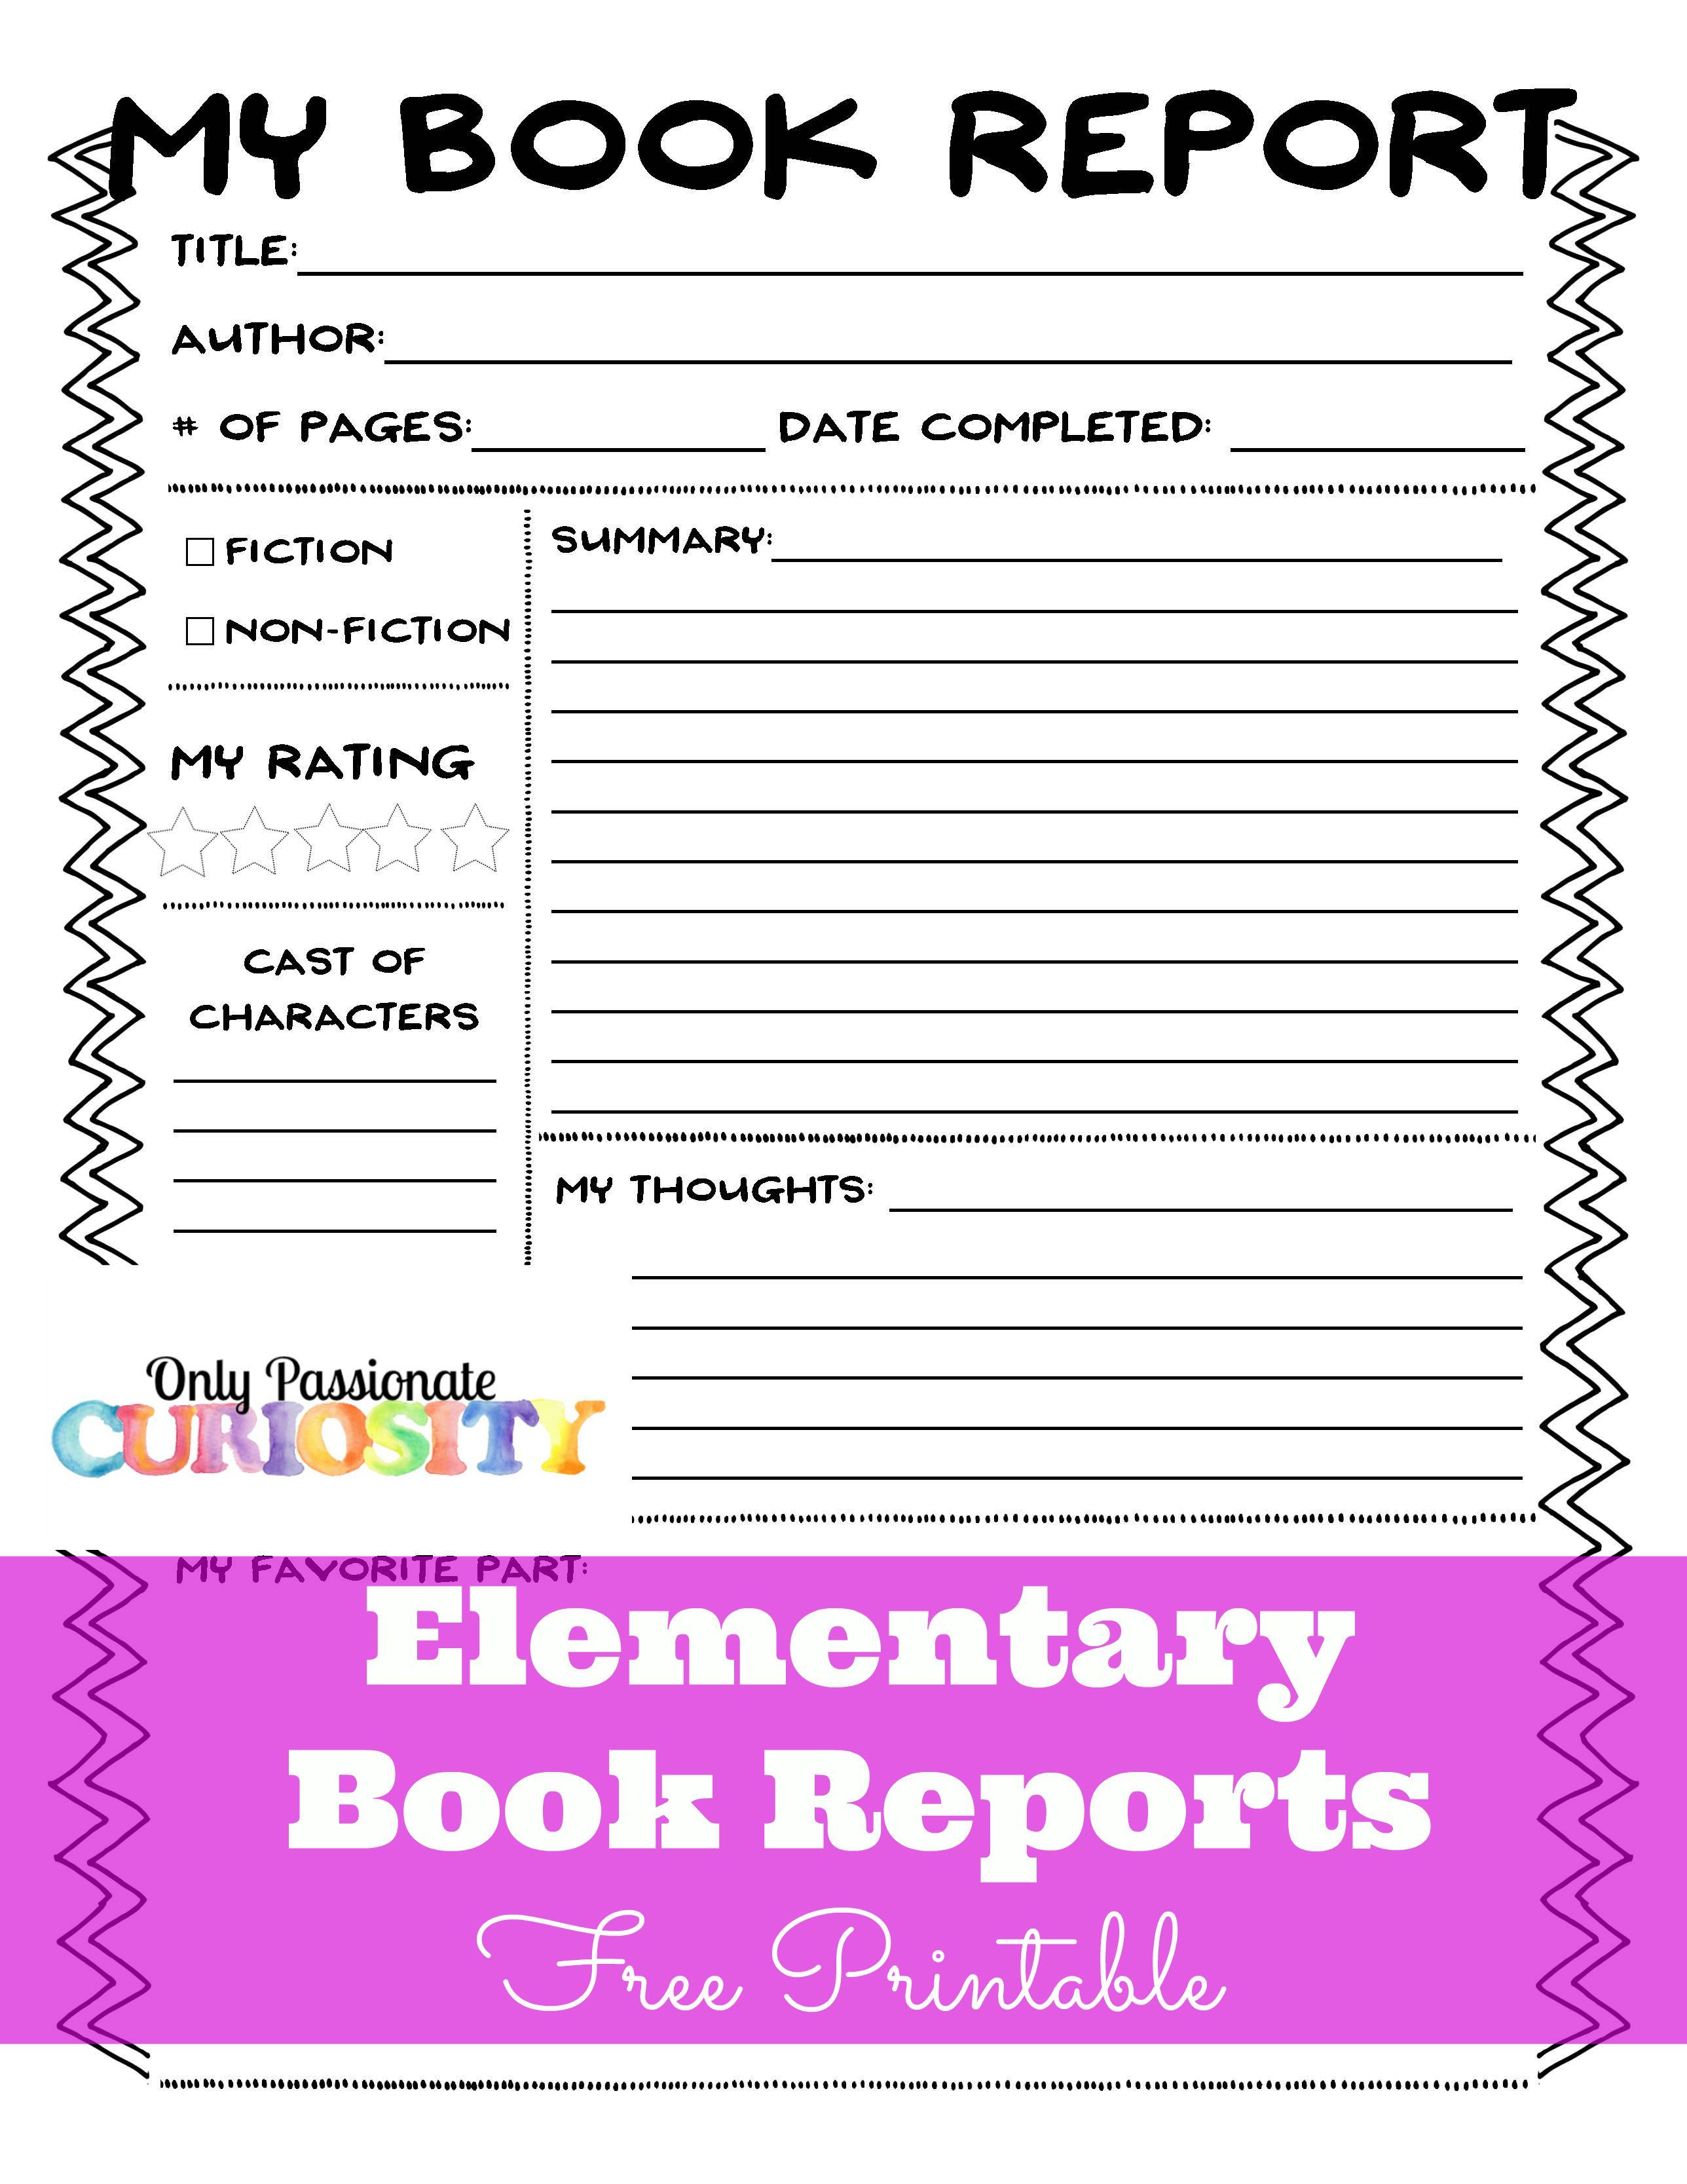 MY BOOK REPORT
TITLE:
AUTHOR:
# OF PAGES: DATE COMPLETED:
FICTION
NON-FICTION
MY RATING
CAST OF
CHARACTERS
SUMMARY:
MY THOUGHTS:
Only Passionate
CURIOSITY
MY FAVORITE PART:
Elementary
Book Reports
Free Printable